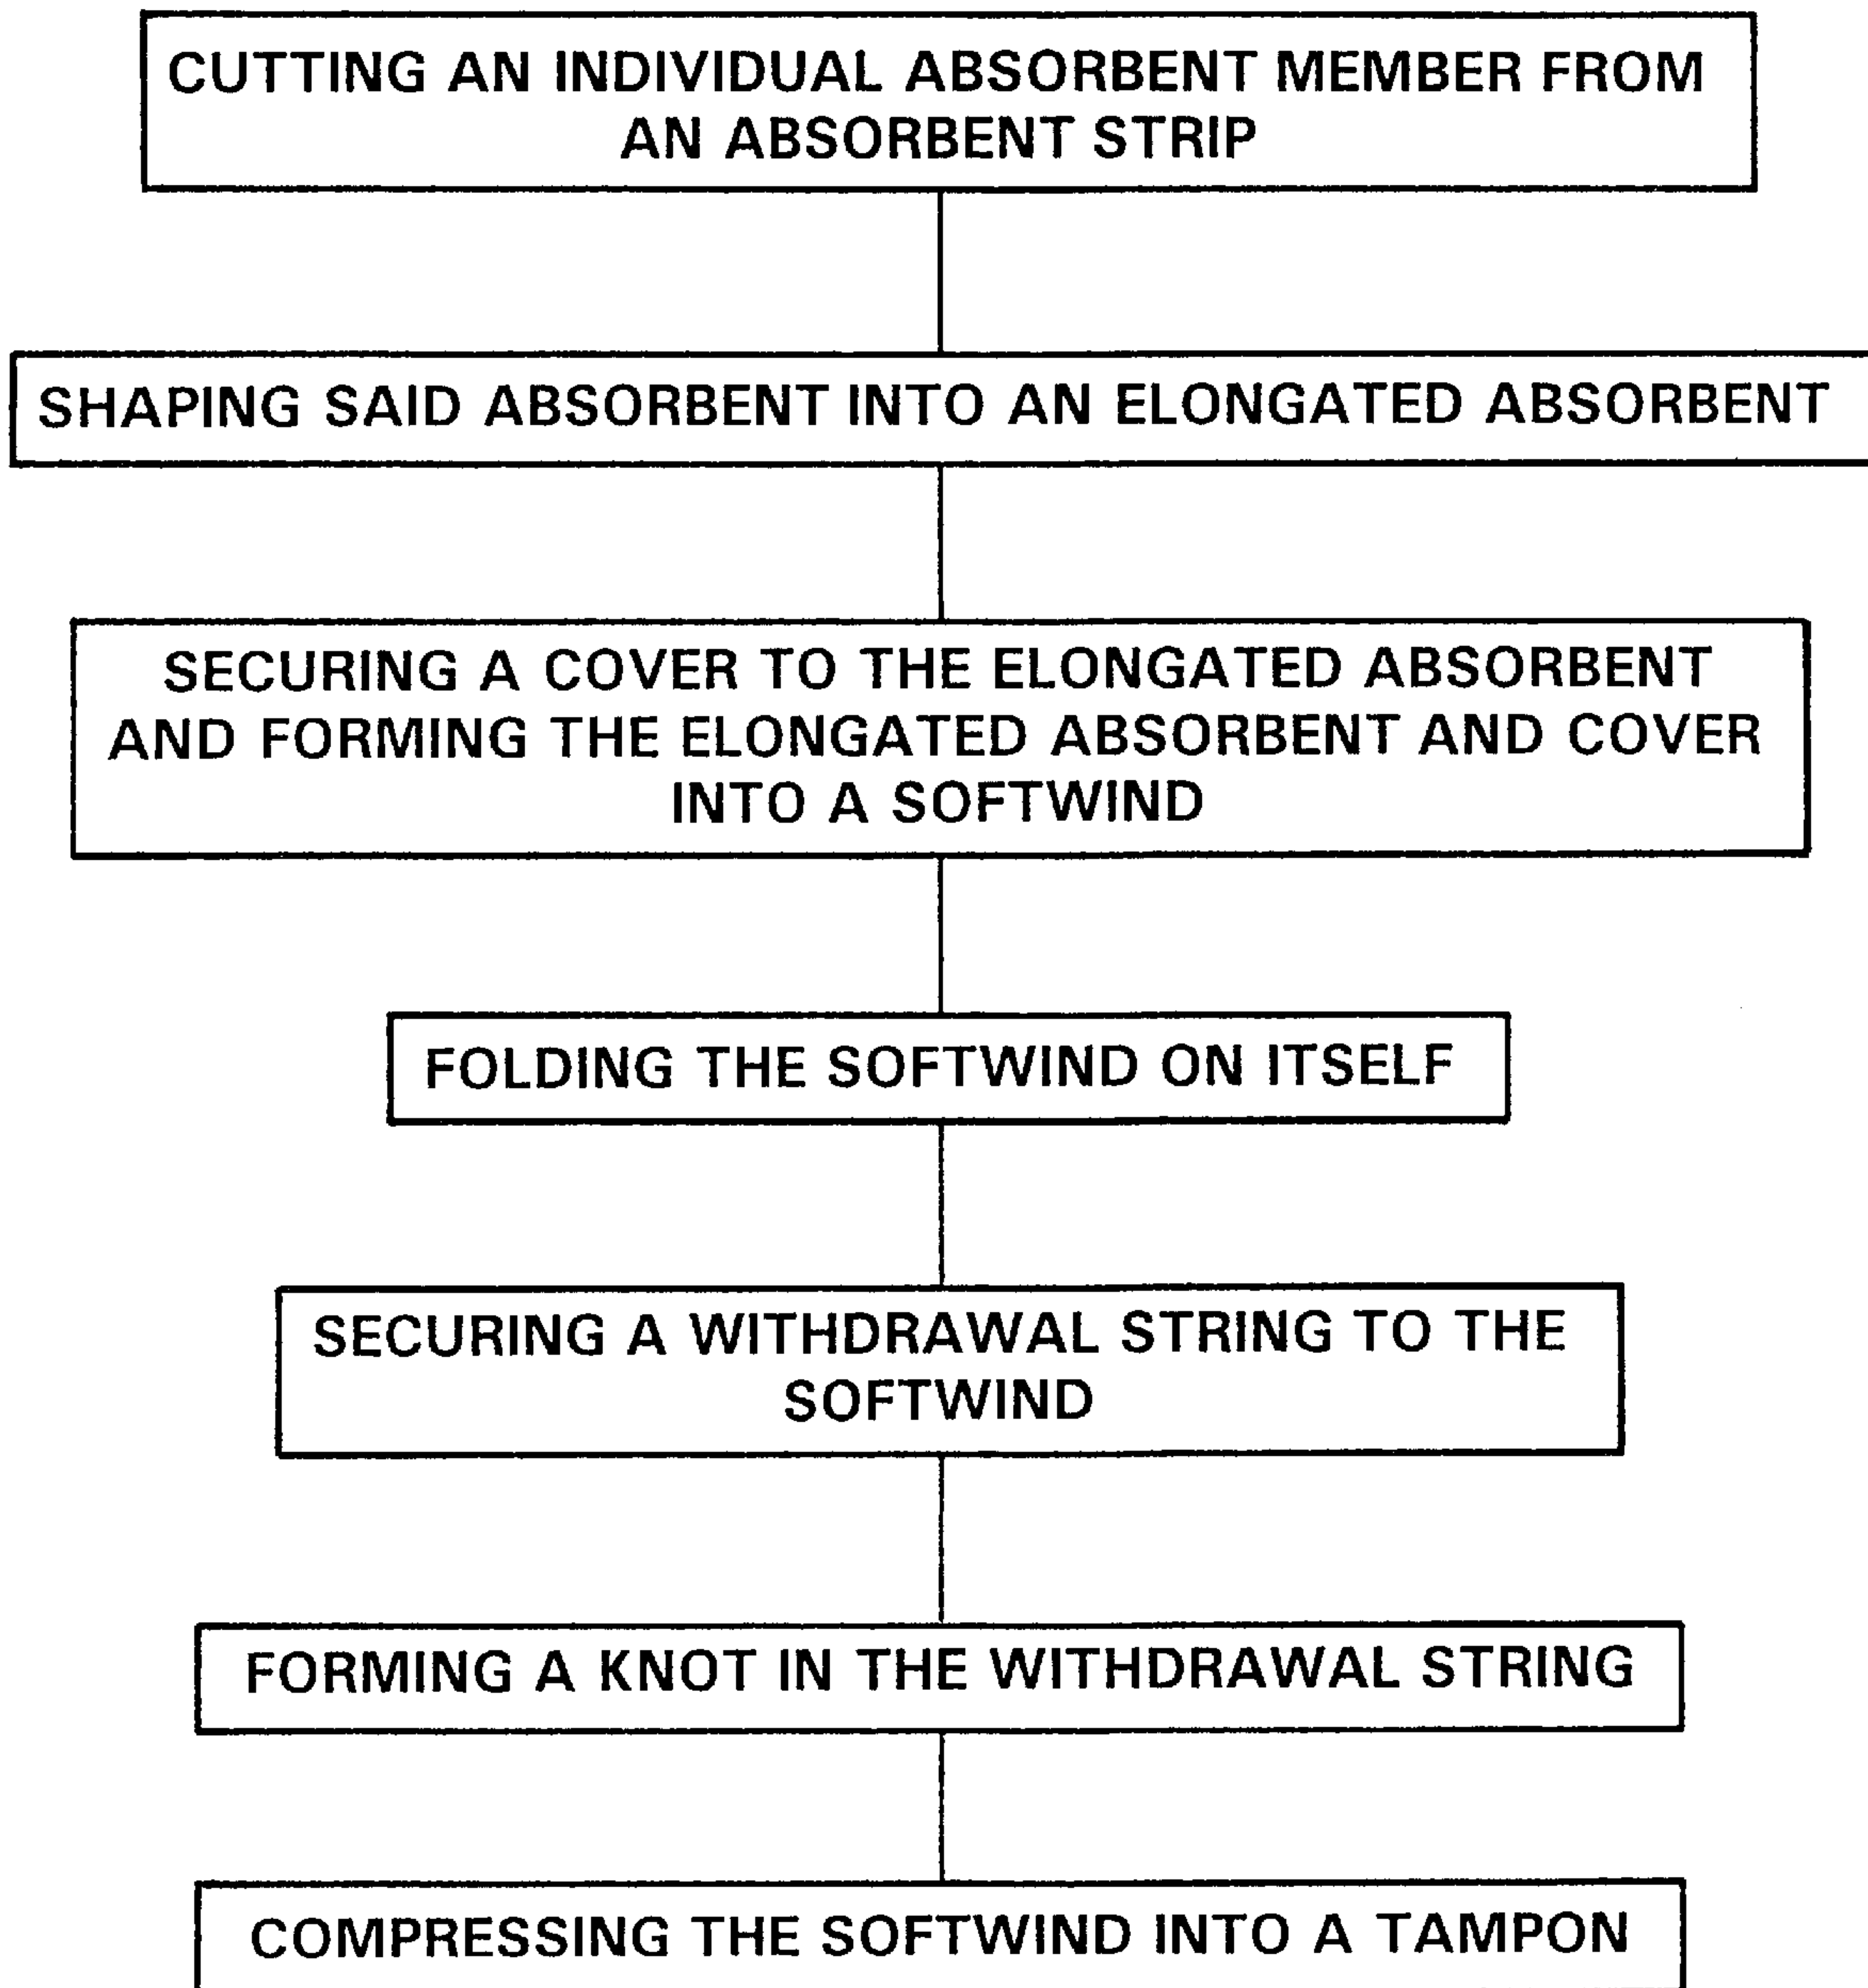 CUTTING AN INDIVIDUAL ABSORBENT MEMBER FROM
AN ABSORBENT STRIP
SHAPING SAID ABSORBENT INTO AN ELONGATED ABSORBENT
SECURING A COVER TO THE ELONGATED ABSORBENT
AND FORMING THE ELONGATED ABSORBENT AND COVER
INTO A SOFTWIND
FOLDING THE SOFTWIND ON ITSELF
SECURING A WITHDRAWAL STRING TO THE
SOFTWIND
FORMING A KNOT IN THE WITHDRAWAL STRING
COMPRESSING THE SOFTWIND INTO A TAMPON